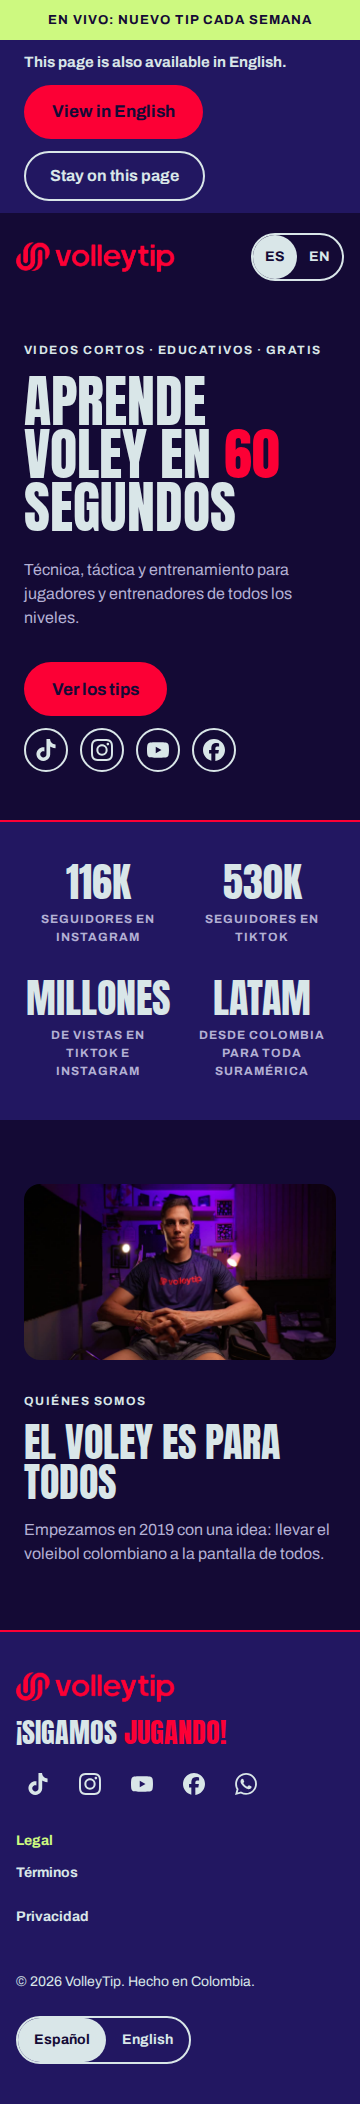 EN VIVO: NUEVO TIP CADA SEMANA
This page is also available in English.
View in English
Stay on this page
volleytip
ES EN
VIDEOS CORTOS · EDUCATIVOS · GRATIS
APRENDE
VOLEY EN 60
SEGUNDOS
Técnica, táctica y entrenamiento para
jugadores y entrenadores de todos los
niveles.
Ver los tips
116K
SEGUIDORES EN
INSTAGRAM
530K
SEGUIDORES EN
TIKTOK
MILLONES
DE VISTAS EN
TIKTOK E
INSTAGRAM
LATAM
DESDE COLOMBIA
PARA TODA
SURAMÉRICA
volleytip
QUIÉNES SOMOS
EL VOLEY ES PARA
TODOS
Empezamos en 2019 con una idea: llevar el
voleibol colombiano a la pantalla de todos.
volleytip
¡SIGAMOS JUGANDO!
Legal
Términos
Privacidad
© 2026 VolleyTip. Hecho en Colombia.
Español English